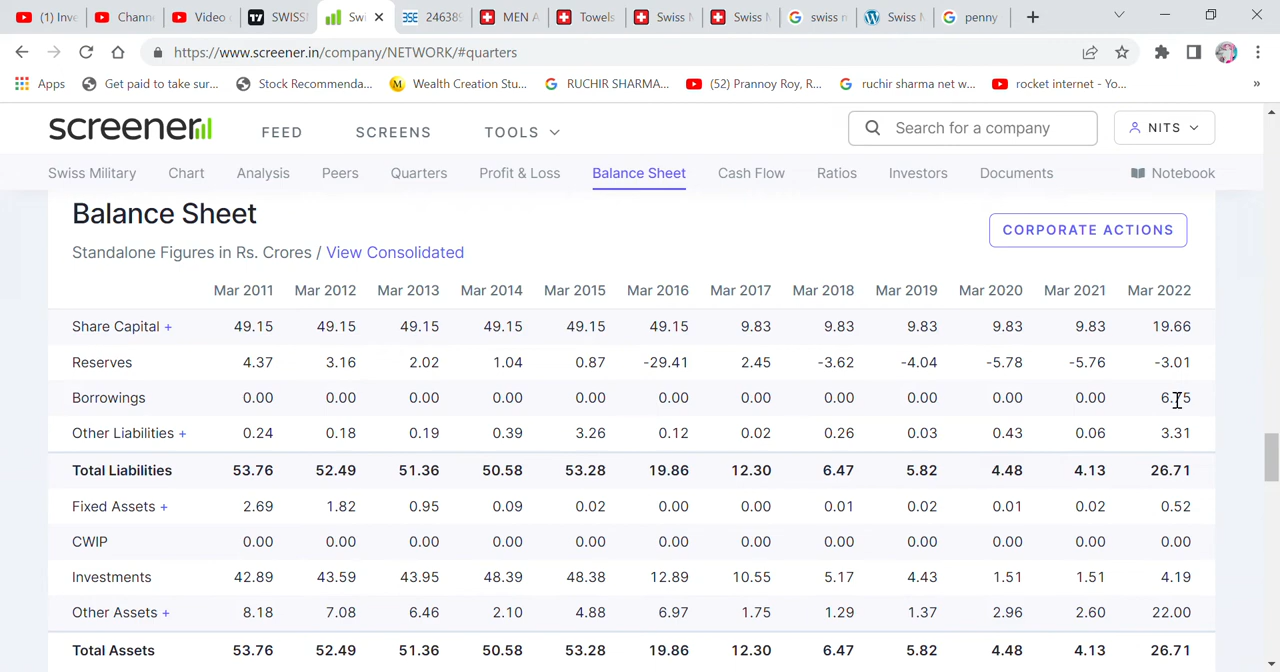 (1) Inve Chann Video TV SWISS Swi 3SE 24638 MEN A Towels Swiss M Swiss M swiss n Swiss M penny
https://www.screener.in/company/NETWORK/#quarters
Apps Get paid to take sur... Stock Recommenda... M Wealth Creation Stu... RUCHIR SHARMA... (52) Prannoy Roy, R... ruchir sharma net w... rocket internet - Yo... »
screener FEED SCREENS TOOLS Search for a company NITS
Swiss Military Chart Analysis Peers Quarters Profit & Loss Balance Sheet Cash Flow Ratios Investors Documents Notebook
Balance Sheet
CORPORATE ACTIONS
Standalone Figures in Rs. Crores / View Consolidated
Mar 2011 Mar 2012 Mar 2013 Mar 2014 Mar 2015 Mar 2016 Mar 2017 Mar 2018 Mar 2019 Mar 2020 Mar 2021 Mar 2022
Share Capital + 49.15 49.15 49.15 49.15 49.15 49.15 9.83 9.83 9.83 9.83 9.83 19.66
Reserves 4.37 3.16 2.02 1.04 0.87 -29.41 2.45 -3.62 -4.04 -5.78 -5.76 -3.01
Borrowings 0.00 0.00 0.00 0.00 0.00 0.00 0.00 0.00 0.00 0.00 0.00
Other Liabilities + 0.24 0.18 0.19 0.39 3.26 0.12 0.02 0.26 0.03 0.43 0.06 3.31
Total Liabilities 53.76 52.49 51.36 50.58 53.28 19.86 12.30 6.47 5.82 4.48 4.13 26.71
Fixed Assets + 2.69 1.82 0.95 0.09 0.02 0.00 0.00 0.01 0.02 0.01 0.02 0.52
CWIP 0.00 0.00 0.00 0.00 0.00 0.00 0.00 0.00 0.00 0.00 0.00 0.00
Investments 42.89 43.59 43.95 48.39 48.38 12.89 10.55 5.17 4.43 1.51 1.51 4.19
Other Assets + 8.18 7.08 6.46 2.10 4.88 6.97 1.75 1.29 1.37 2.96 2.60 22.00
Total Assets 53.76 52.49 51.36 50.58 53.28 19.86 12.30 6.47 5.82 4.48 4.13 26.71